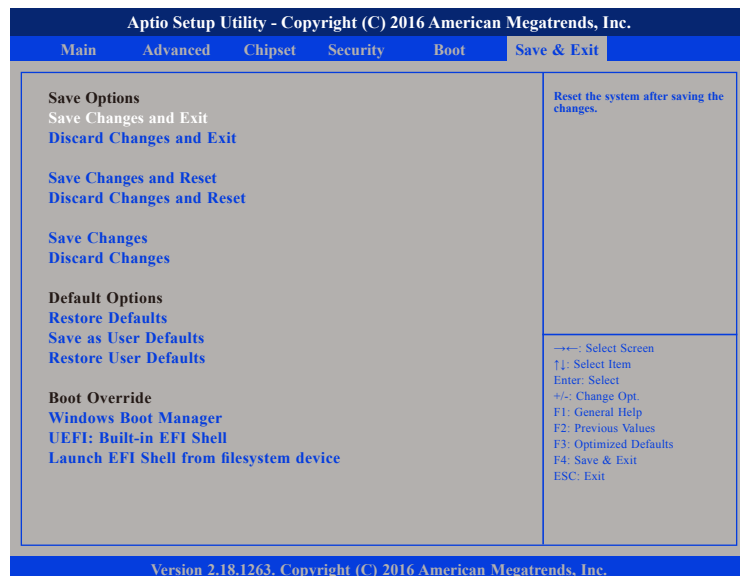 Aptio Setup Utility - Copyright (C) 2016 American Megatrends, Inc.
Main Advanced Chipset Security Boot Save & Exit
Save Options
Save Changes and Exit
Discard Changes and Exit
Save Changes and Reset
Discard Changes and Reset
Save Changes
Discard Changes
Default Options
Restore Defaults
Save as User Defaults
Restore User Defaults
Boot Override
Windows Boot Manager
UEFI: Built-in EFI Shell
Launch EFI Shell from filesystem device
Reset the system after saving the
changes.
→←: Select Screen
↑↓: Select Item
Enter: Select
+/-: Change Opt.
F1: General Help
F2: Previous Values
F3: Optimized Defaults
F4: Save & Exit
ESC: Exit
Version 2.18.1263. Copyright (C) 2016 American Megatrends, Inc.